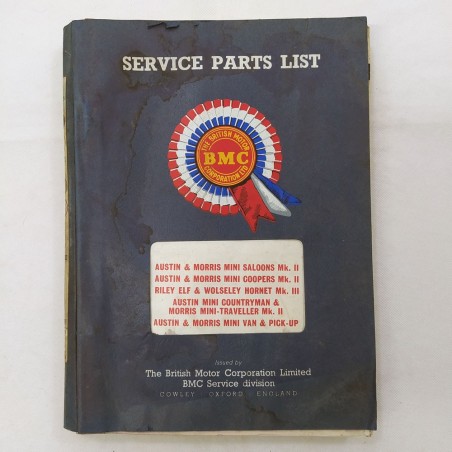 SERVICE PARTS LIST
THE BRITISH MOTOR
BMC
CORPORATION LTD
AUSTIN & MORRIS MINI SALOONS Mk. II
AUSTIN & MORRIS MINI COOPERS Mk. II
RILEY ELF & WOLSELEY HORNET Mk. III
AUSTIN MINI COUNTRYMAN &
MORRIS MINI-TRAVELLER Mk. II
AUSTIN & MORRIS MINI VAN & PICK-UP
Issued by
The British Motor Corporation Limited
BMC Service division
COWLEY OXFORD ENGLAND